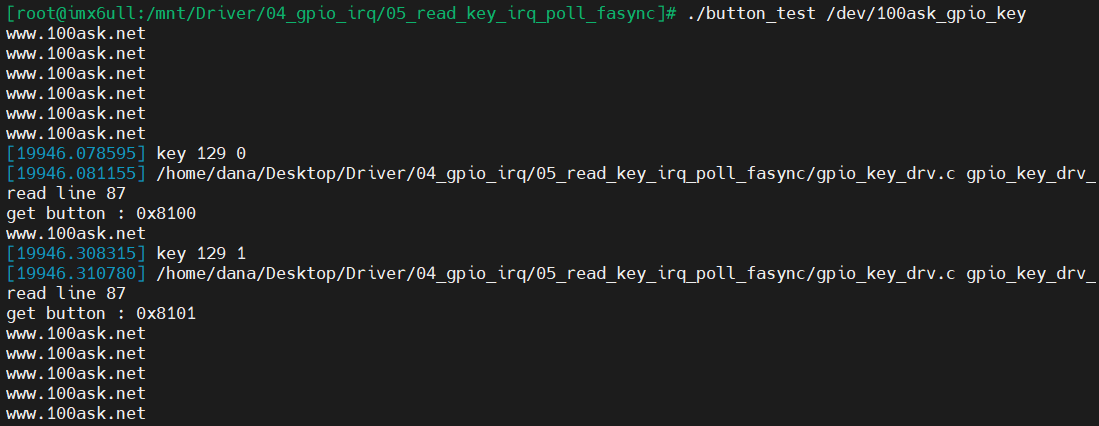 [root@imx6ull:/mnt/Driver/04_gpio_irq/05_read_key_irq_poll_fasync]# ./button_test /dev/100ask_gpio_key
www.100ask.net
www.100ask.net
www.100ask.net
www.100ask.net
www.100ask.net
www.100ask.net
[19946.078595] key 129 0
[19946.081155] /home/dana/Desktop/Driver/04_gpio_irq/05_read_key_irq_poll_fasync/gpio_key_drv.c gpio_key_drv_
read line 87
get button : 0x8100
www.100ask.net
[19946.308315] key 129 1
[19946.310780] /home/dana/Desktop/Driver/04_gpio_irq/05_read_key_irq_poll_fasync/gpio_key_drv.c gpio_key_drv_
read line 87
get button : 0x8101
www.100ask.net
www.100ask.net
www.100ask.net
www.100ask.net
www.100ask.net